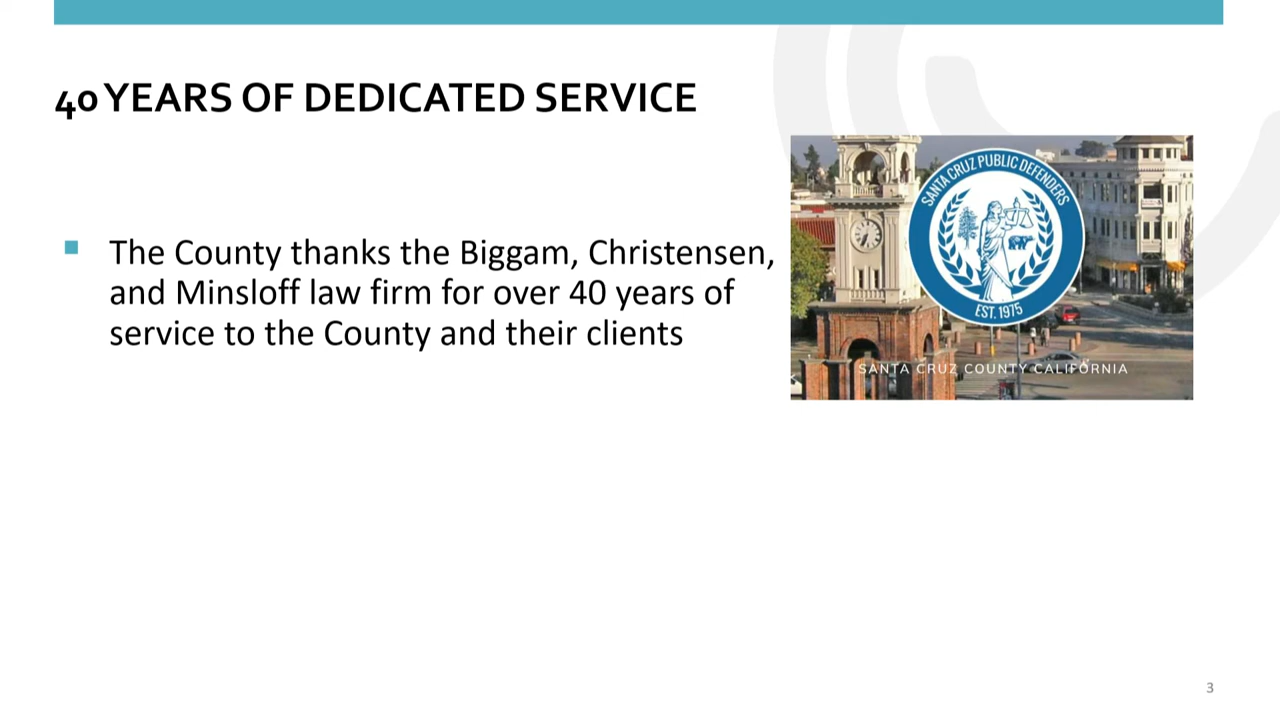 40 YEARS OF DEDICATED SERVICE
The County thanks the Biggam, Christensen,
and Minsloff law firm for over 40 years of
service to the County and their clients
SANTA CRUZ PUBLIC DEFENDERS
EST. 1975
SANTA CRUZ COUNTY CALIFORNIA
3